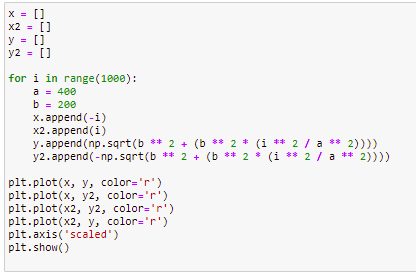 x = []
x2 = []
y = []
y2 = []

for i in range(1000):
    a = 400
    b = 200
    x.append(-i)
    x2.append(i)
    y.append(np.sqrt(b ** 2 + (b ** 2 * (i ** 2 / a ** 2))))
    y2.append(-np.sqrt(b ** 2 + (b ** 2 * (i ** 2 / a ** 2))))

plt.plot(x, y, color='r')
plt.plot(x, y2, color='r')
plt.plot(x2, y2, color='r')
plt.plot(x2, y, color='r')
plt.axis('scaled')
plt.show()